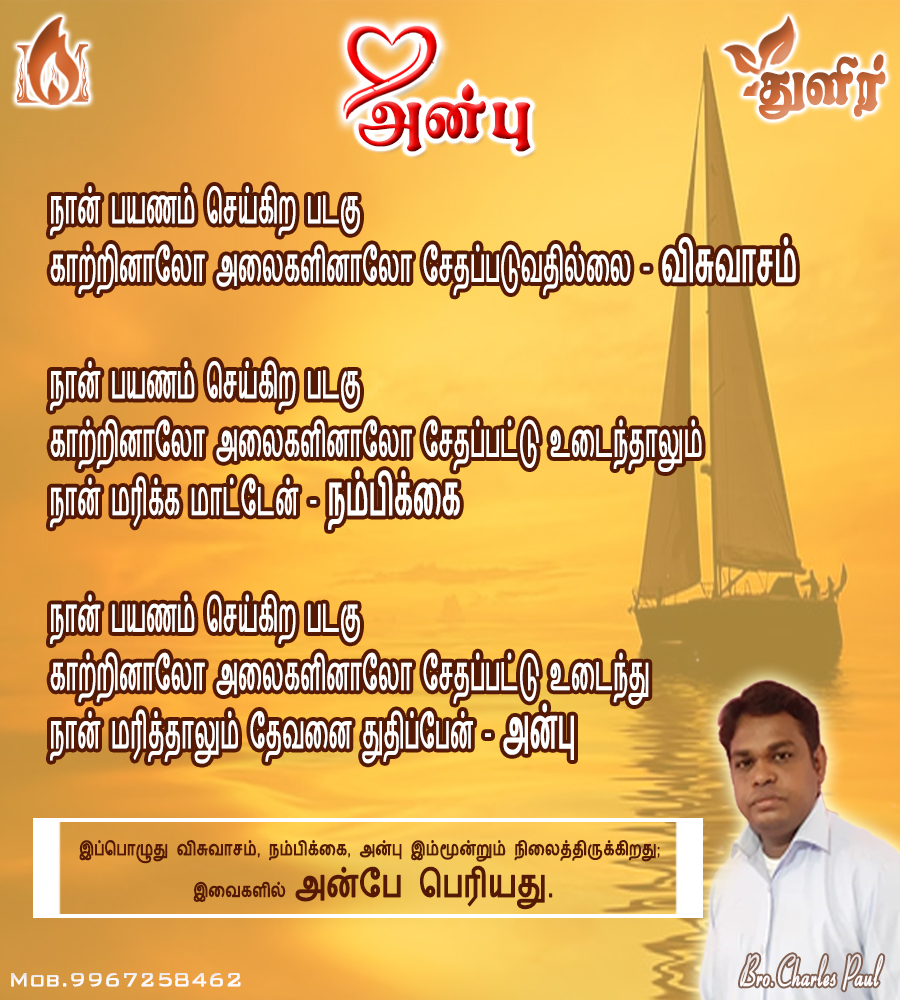 அன்பு
துளிர்
நான் பயணம் செய்கிற படகு
காற்றினாலோ அலைகளினாலோ சேதப்படுவதில்லை - விசுவாசம்
நான் பயணம் செய்கிற படகு
காற்றினாலோ அலைகளினாலோ சேதப்பட்டு உடைந்தாலும்
நான் மரிக்க மாட்டேன் - நம்பிக்கை
நான் பயணம் செய்கிற படகு
காற்றினாலோ அலைகளினாலோ சேதப்பட்டு உடைந்து
நான் மரித்தாலும் தேவனை துதிப்பேன் - அன்பு
இப்பொழுது விசுவாசம், நம்பிக்கை, அன்பு இம்மூன்றும் நிலைத்திருக்கிறது;
இவைகளில் அன்பே பெரியது.
Mob.9967258462
Bro.Charles Paul